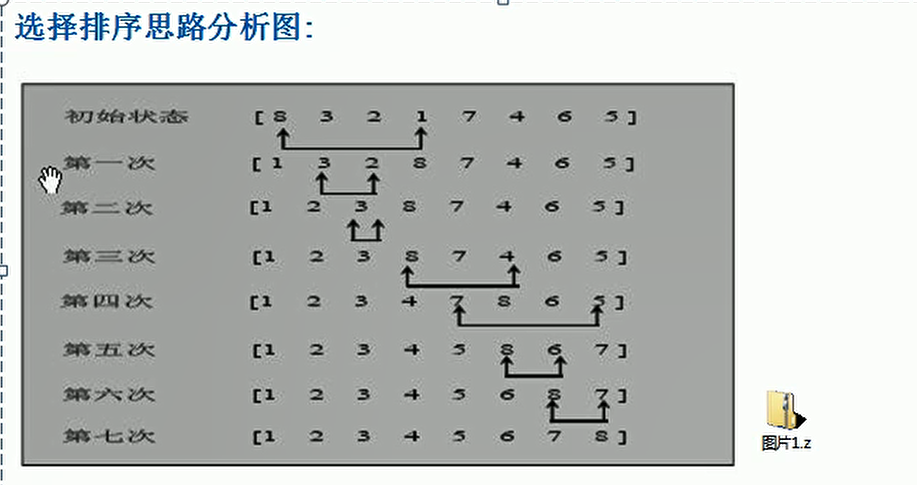 选择排序思路分析图:
初始状态 [ 8 3 2 1 7 4 6 5 ]
第一次 [ 1 3 2 8 7 4 6 5 ]
第二次 [1 2 3 8 7 4 6 5 ]
第三次 [1 2 3 8 7 4 6 5 ]
第四次 [1 2 3 4 7 8 6 5 ]
第五次 [1 2 3 4 5 8 6 7 ]
第六次 [1 2 3 4 5 6 8 7 ]
第七次 [1 2 3 4 5 6 7 8 ]
图片1.z